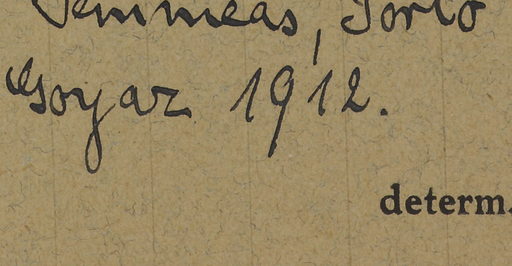 Porto
Goyaz 1912.
determ.